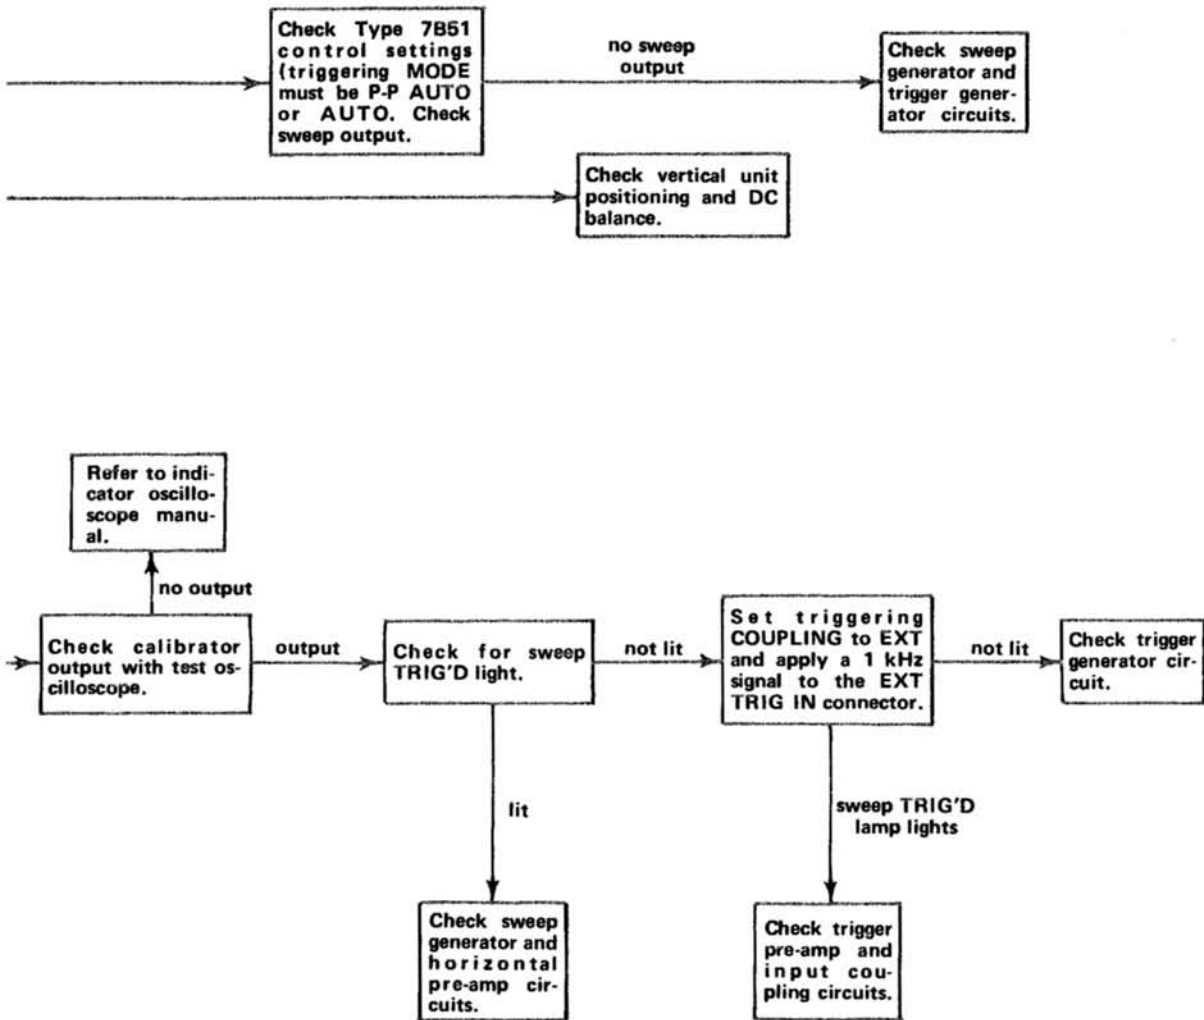 Check Type 7B51
control settings
(triggering MODE
must be P-P AUTO
or AUTO. Check
sweep output.
no sweep
output
Check sweep
generator and
trigger gener-
ator circuits.
Check vertical unit
positioning and DC
balance.
Refer to indi-
cator oscillo-
scope manu-
al.
no output
Check calibrator
output with test os-
cilloscope.
output
Check for sweep
TRIG'D light.
not lit
Set triggering
COUPLING to EXT
and apply a 1 kHz
signal to the EXT
TRIG IN connector.
not lit
Check trigger
generator cir-
cuit.
lit
sweep TRIG'D
lamp lights
Check sweep
generator and
horizontal
pre-amp cir-
cuits.
Check trigger
pre-amp and
input cou-
pling circuits.